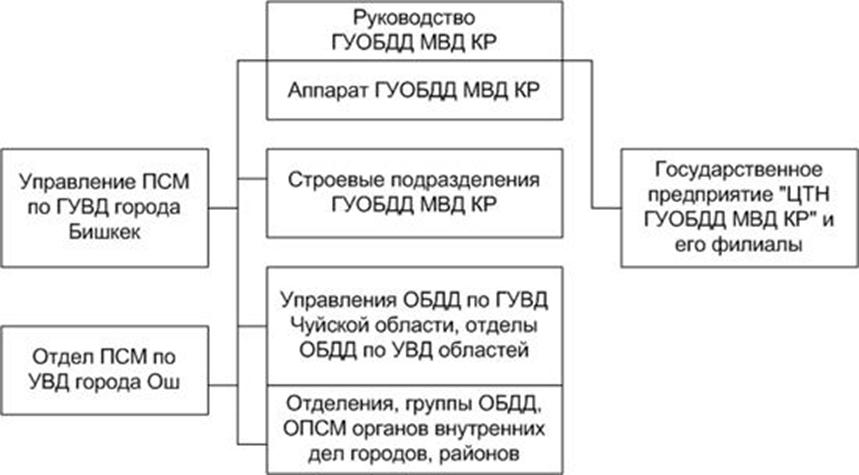 Руководство
ГУОБДД МВД КР
Аппарат ГУОБДД МВД КР
Управление ПСМ
по ГУВД города
Бишкек
Строевые подразделения
ГУОБДД МВД КР
Государственное
предприятие "ЦТН
ГУОБДД МВД КР" и
его филиалы
Управления ОБДД по ГУВД
Чуйской области, отделы
ОБДД по УВД областей
Отдел ПСМ по
УВД города Ош
Отделения, группы ОБДД,
ОПСМ органов внутренних
дел городов, районов